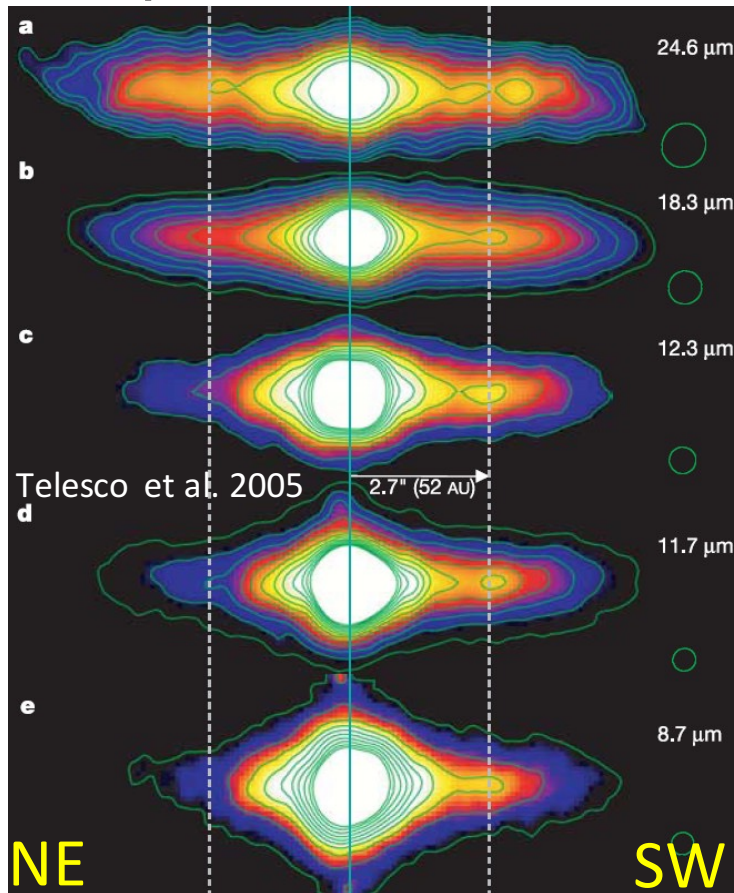 a
24.6 µm
b
18.3 µm
c
12.3 µm
Telesco et al. 2005
2.7" (52 AU)
d
11.7 µm
e
8.7 µm
NE
SW